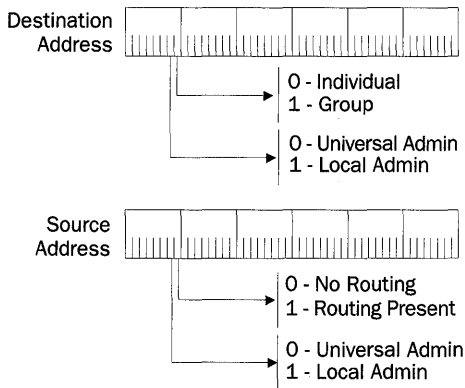 Destination
Address
0 - Individual
1 - Group
0 - Universal Admin
1 - Local Admin
Source
Address
0 - No Routing
1 - Routing Present
0 - Universal Admin
1 - Local Admin